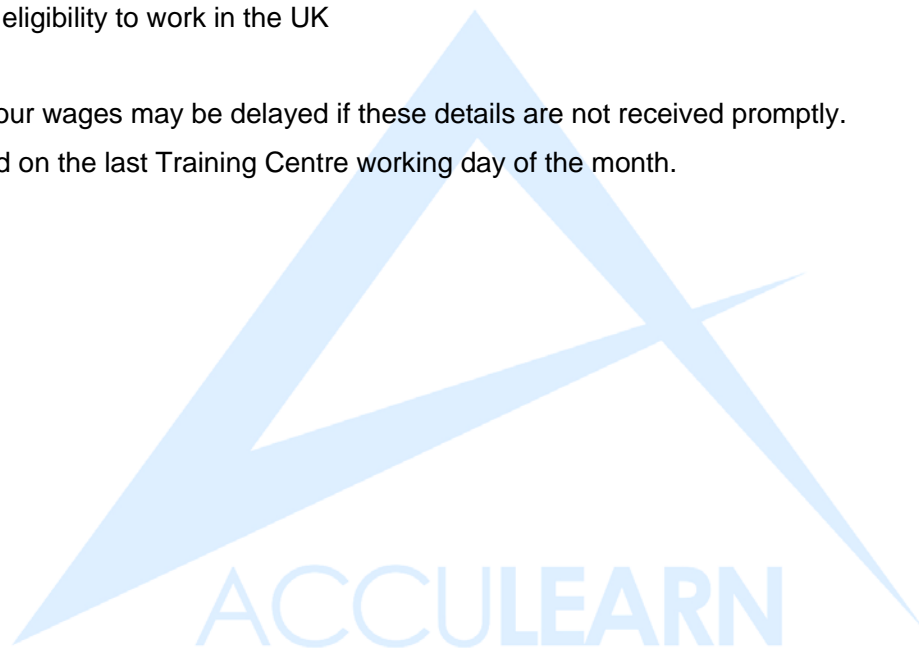 eligibility to work in the UK
our wages may be delayed if these details are not received promptly.
d on the last Training Centre working day of the month.
ACCULEARN